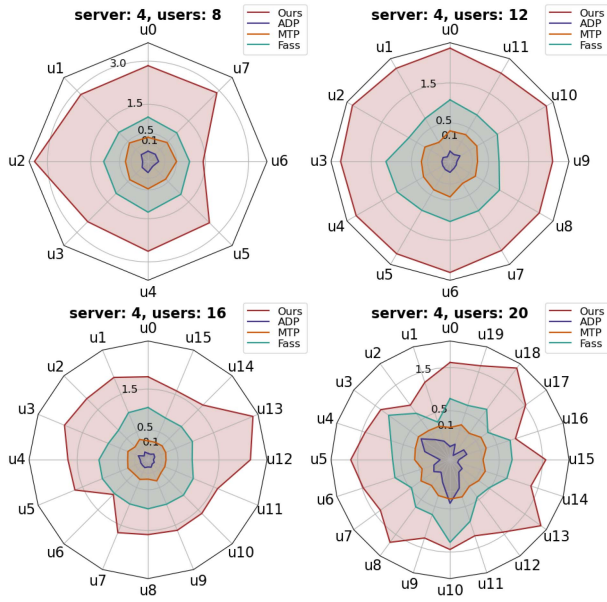 server: 4, users: 8
Ours
ADP
MTP
Fass
u0
u1
u2
u3
u4
u5
u6
u7
3.0
1.5
0.5
0.1
server: 4, users: 12
Ours
ADP
MTP
Fass
u0
u1
u2
u3
u4
u5
u6
u7
u8
u9
u10
u11
1.5
0.5
0.1
server: 4, users: 16
Ours
ADP
MTP
Fass
u0
u1
u2
u3
u4
u5
u6
u7
u8
u9
u10
u11
u12
u13
u14
u15
1.5
0.5
0.1
server: 4, users: 20
Ours
ADP
MTP
Fass
u0
u1
u2
u3
u4
u5
u6
u7
u8
u9
u10
u11
u12
u13
u14
u15
u16
u17
u18
u19
1.5
0.5
0.1